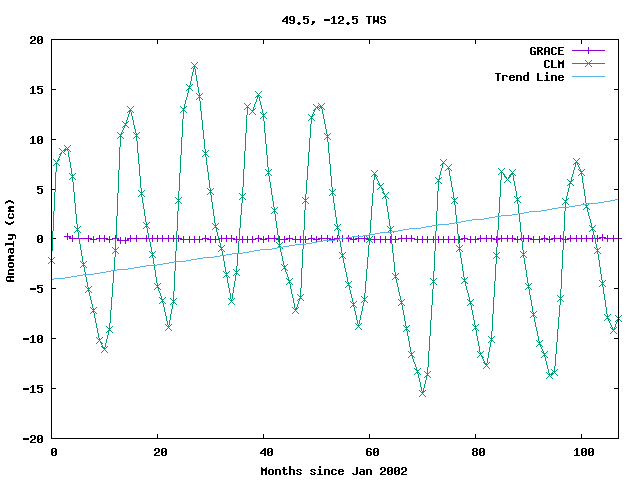 49.5, -12.5 TWS
GRACE
CLM
Trend Line
20
15
10
5
0
-5
-10
-15
-20
Anomaly (cm)
0 20 40 60 80 100
Months since Jan 2002